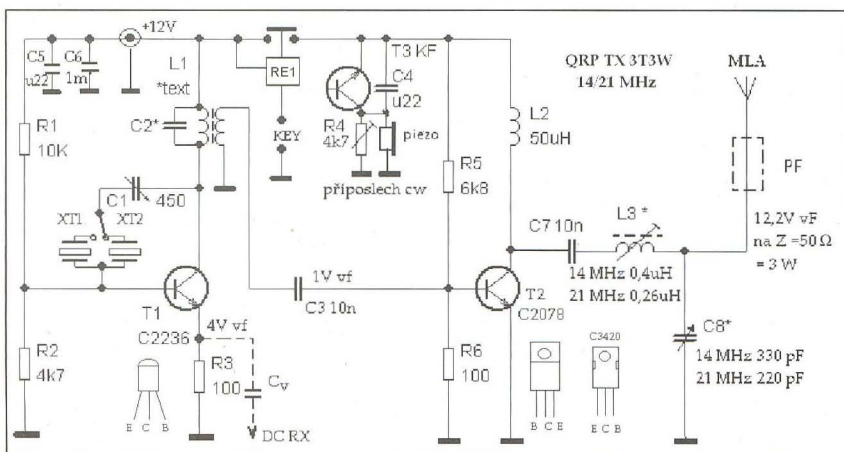 +12V
C5
u22
C6
1m
L1
*text
C2*
RE1
KEY
T3 KF
C4
u22
R4
4k7
piezo
připoslech cw
QRP TX 3T3W
14/21 MHz
MLA
PF
R1
10K
C1
450
XT1
XT2
R5
6k8
L2
50uH
C7 10n
L3 *
14 MHz 0,4uH
21 MHz 0,26uH
12,2V vF
na Z =50 Ω
= 3 W
T1
C2236
1V vf
C3 10n
T2
C2078
R2
4k7
4V vf
R3
100
Cv
DC RX
R6
100
C3420
C8*
14 MHz 330 pF
21 MHz 220 pF
E C B
B C E
E C B